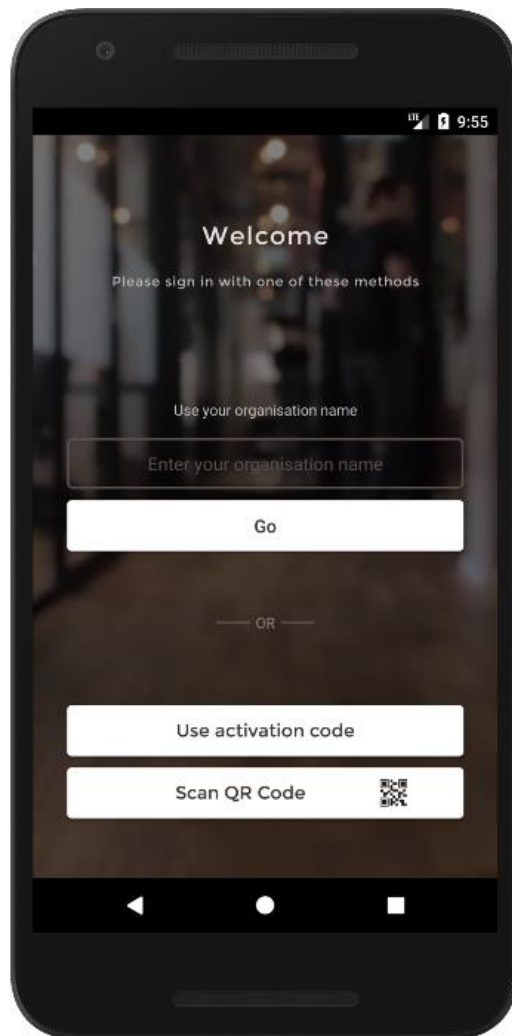 LTE 9:55
Welcome
Please sign in with one of these methods
Use your organisation name
Enter your organisation name
Go
OR
Use activation code
Scan QR Code